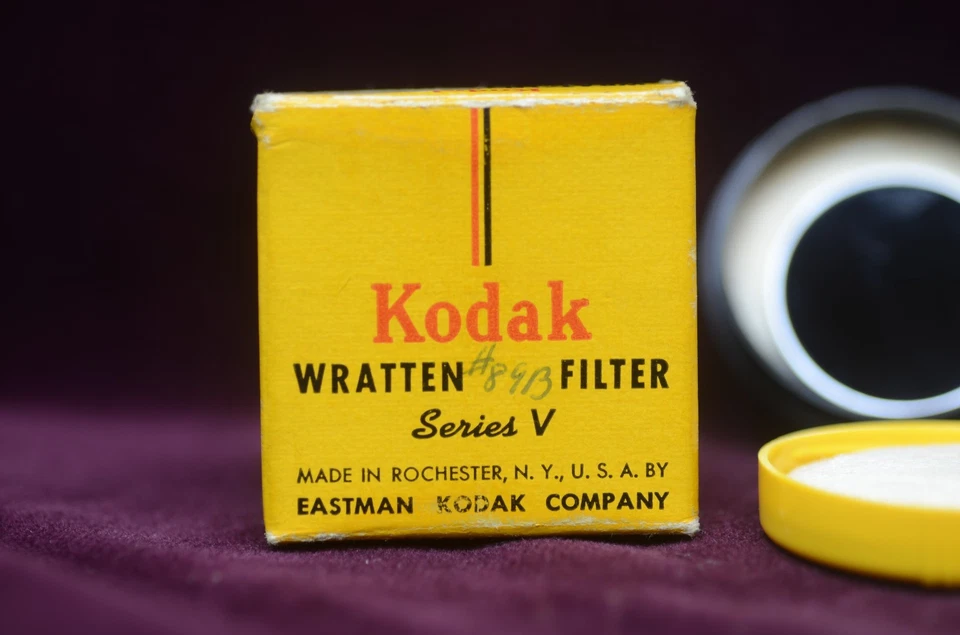 Kodak
WRATTEN #89B FILTER
Series V
MADE IN ROCHESTER, N. Y., U. S. A. BY
EASTMAN KODAK COMPANY